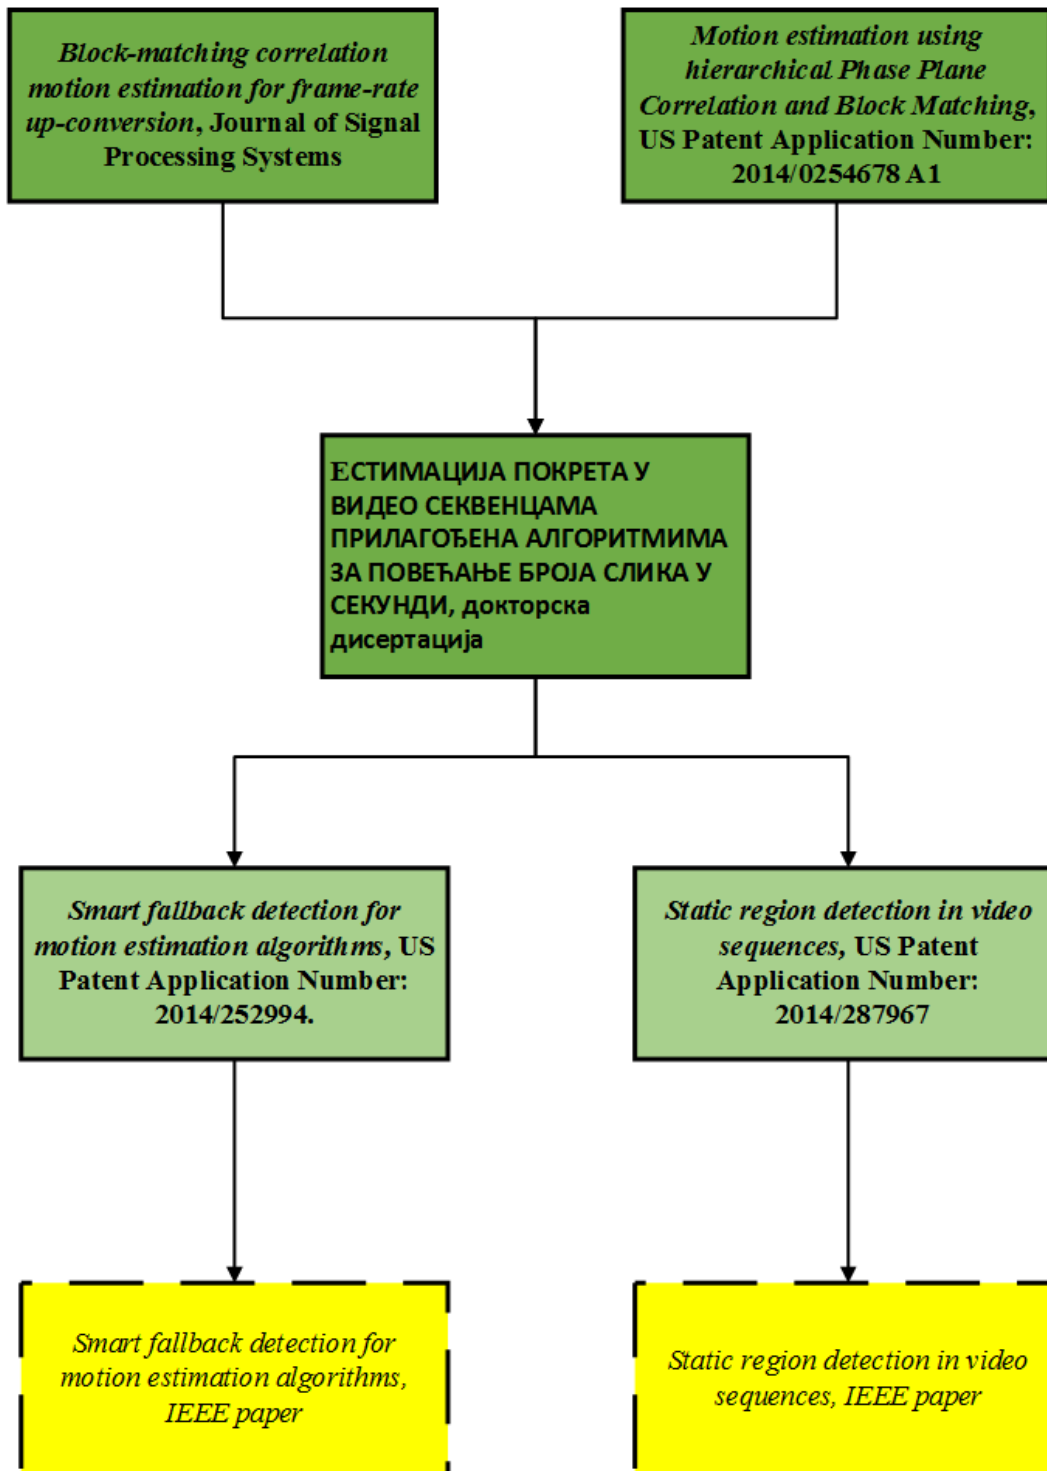 Block-matching correlation
motion estimation for frame-rate
up-conversion, Journal of Signal
Processing Systems
Motion estimation using
hierarchical Phase Plane
Correlation and Block Matching,
US Patent Application Number:
2014/0254678 A1
ЕСТИМАЦИЈА ПОКРЕТА У
ВИДЕО СЕКВЕНЦАМА
ПРИЛАГОЂЕНА АЛГОРИТМИМА
ЗА ПОВЕЋАЊЕ БРОЈА СЛИКА У
СЕКУНДИ, докторска
дисертација
Smart fallback detection for
motion estimation algorithms, US
Patent Application Number:
2014/252994.
Static region detection in video
sequences, US Patent
Application Number:
2014/287967
Smart fallback detection for
motion estimation algorithms,
IEEE paper
Static region detection in video
sequences, IEEE paper